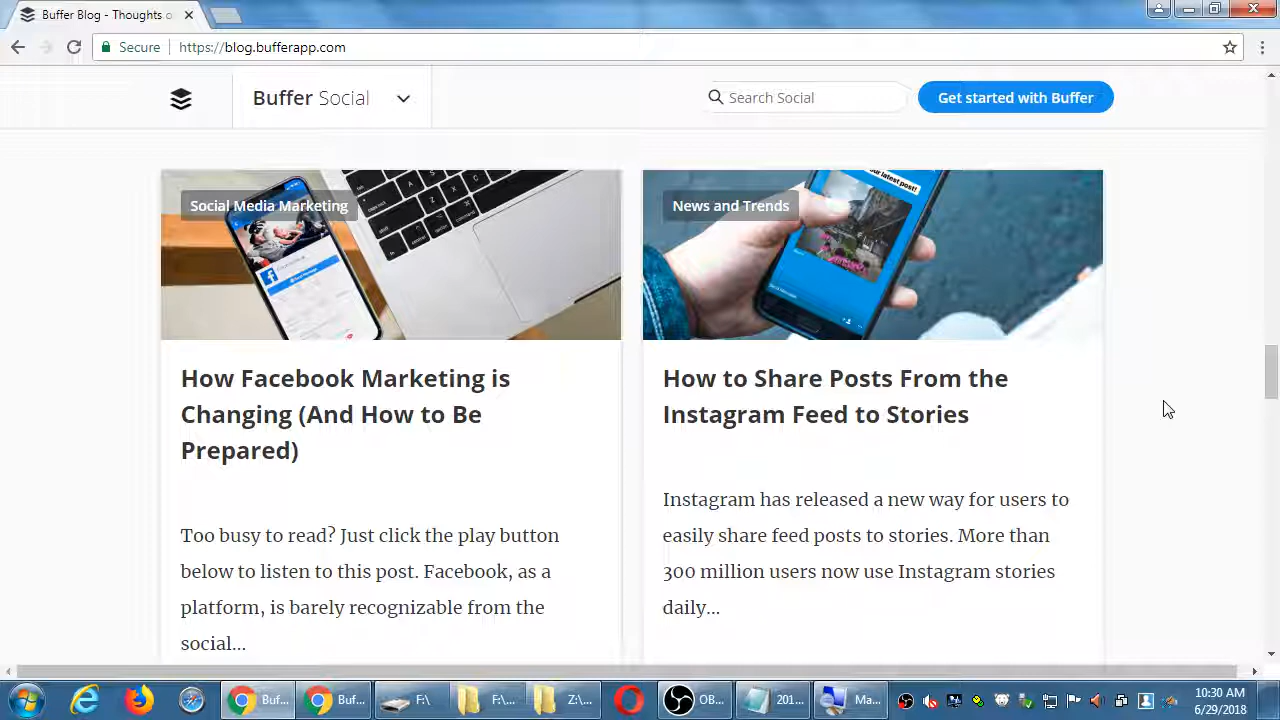 Buffer Blog - Thoughts o
Secure
https://blog.bufferapp.com
Buffer Social
Search Social
Get started with Buffer
Social Media Marketing
How Facebook Marketing is
Changing (And How to Be
Prepared)
Too busy to read? Just click the play button
below to listen to this post. Facebook, as a
platform, is barely recognizable from the
social...
our latest post!
News and Trends
How to Share Posts From the
Instagram Feed to Stories
Instagram has released a new way for users to
easily share feed posts to stories. More than
300 million users now use Instagram stories
daily...
Buf...
Buf...
F:\
F:\...
Z:\...
OB...
201...
Ma...
10:30 AM
6/29/2018